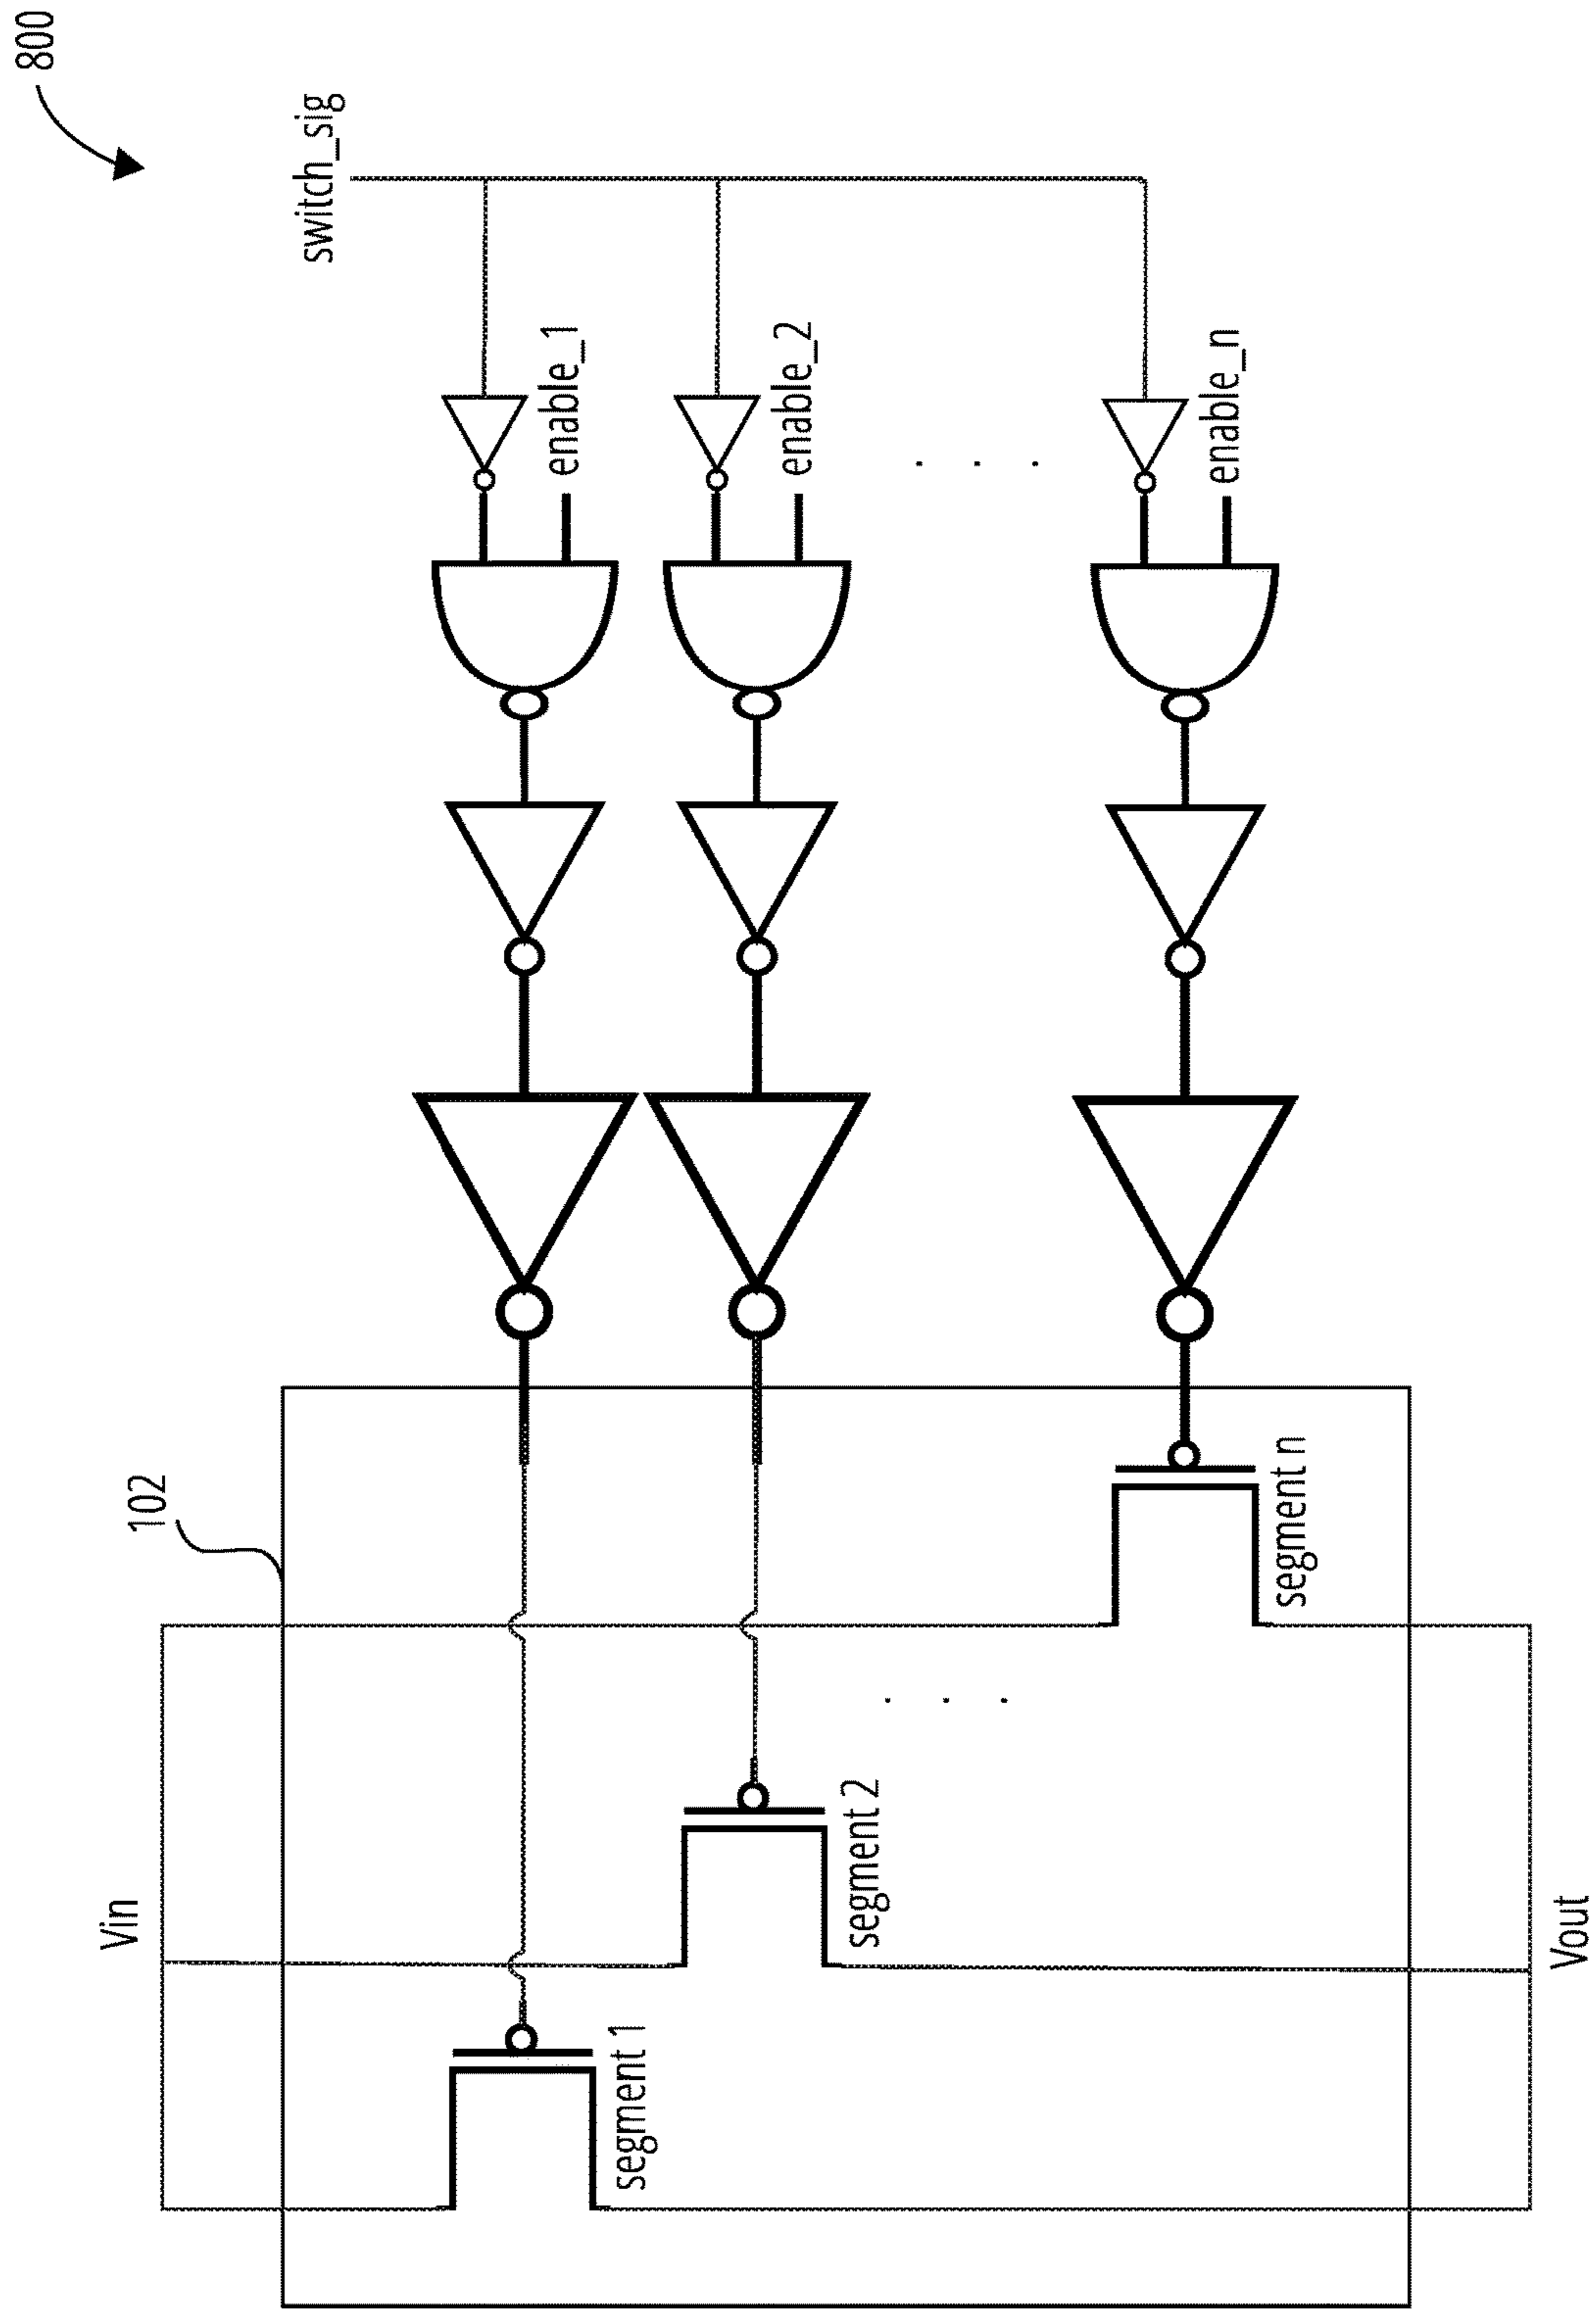 800
switch_sig
enable_1
enable_2
. . .
enable_n
102
Vin
segment 1
segment 2
. . .
segment n
Vout